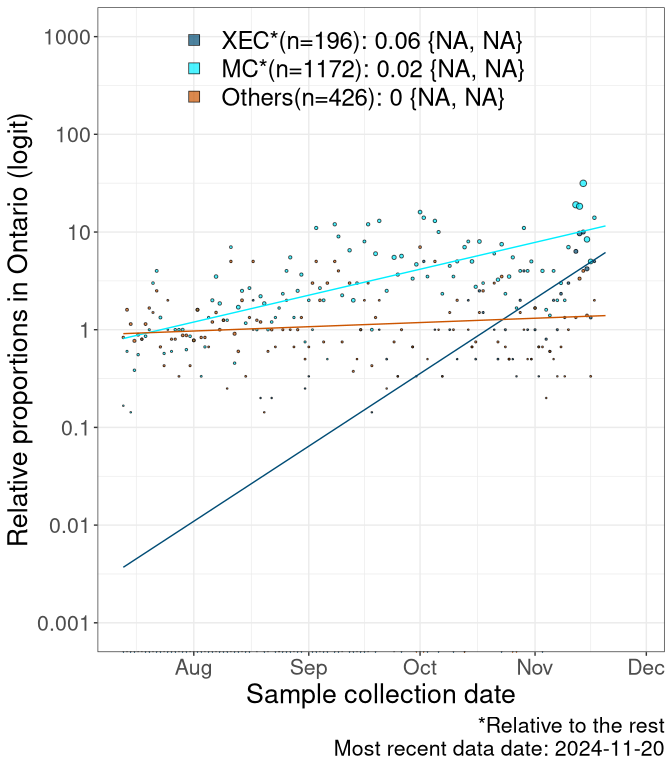 XEC*(n=196): 0.06 {NA, NA}
MC*(n=1172): 0.02 {NA, NA}
Others(n=426): 0 {NA, NA}
Relative proportions in Ontario (logit)
1000
100
10
1
0.1
0.01
0.001
Aug Sep Oct Nov Dec
Sample collection date
*Relative to the rest
Most recent data date: 2024-11-20